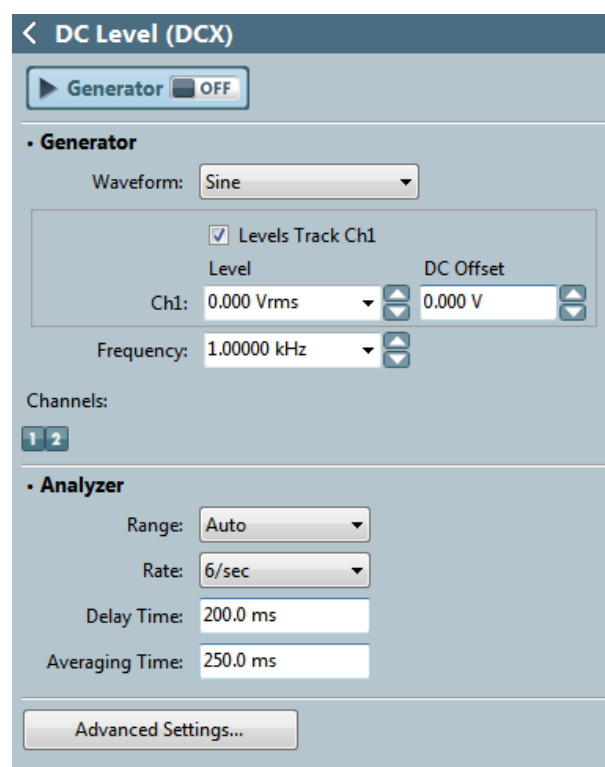 DC Level (DCX)
Generator OFF
• Generator
Waveform: Sine
Levels Track Ch1
Level DC Offset
Ch1: 0.000 Vrms 0.000 V
Frequency: 1.00000 kHz
Channels:
1 2
• Analyzer
Range: Auto
Rate: 6/sec
Delay Time: 200.0 ms
Averaging Time: 250.0 ms
Advanced Settings...